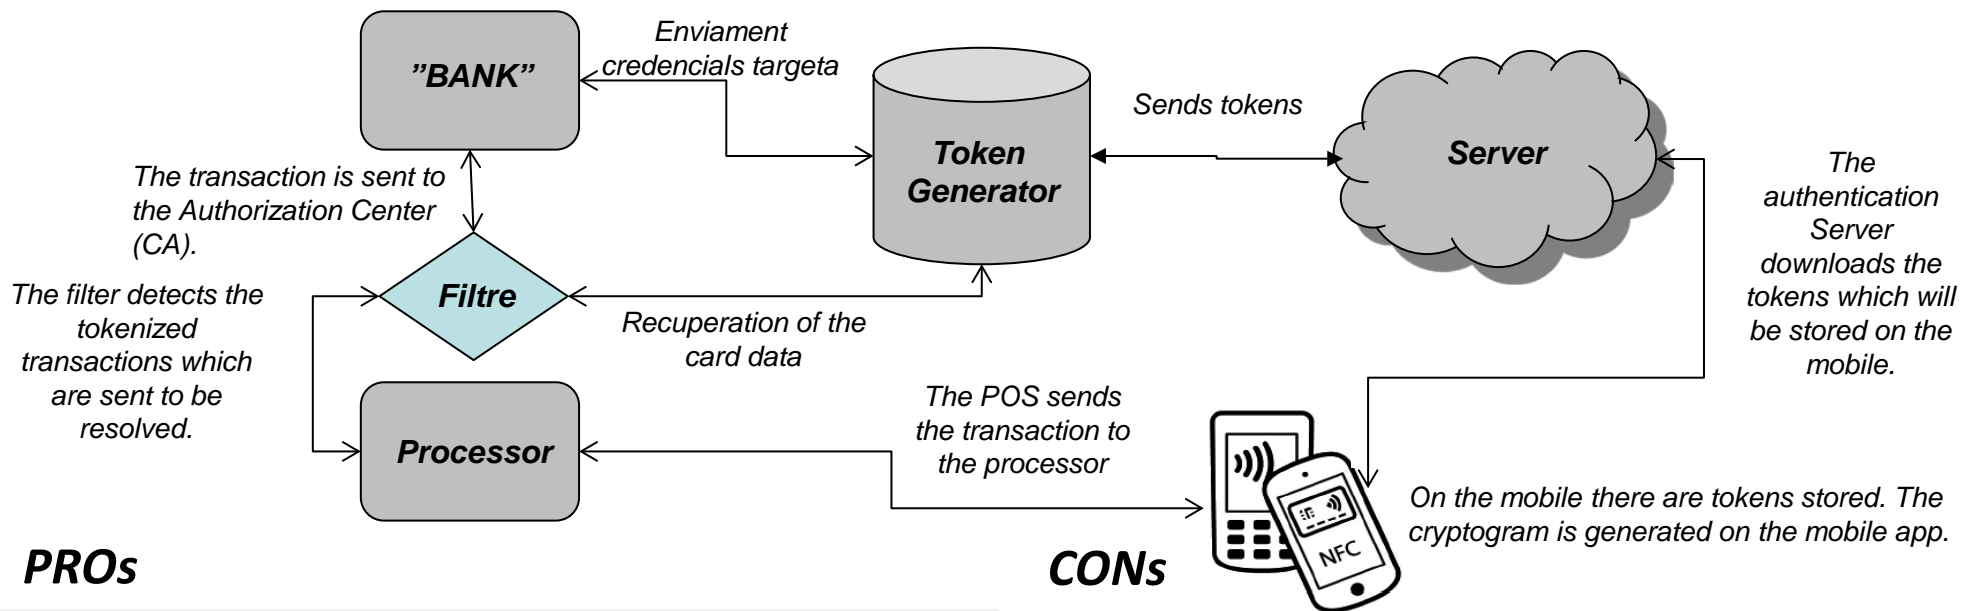 Enviament
credencials targeta
”BANK”
Sends tokens
Token
Generator
Server
The transaction is sent to
the Authorization Center
(CA).
The
authentication
Server
downloads the
tokens which will
be stored on the
mobile.
The filter detects the
tokenized
transactions which
are sent to be
resolved.
Filtre
Recuperation of the
card data
The POS sends
the transaction to
the processor
Processor
On the mobile there are tokens stored. The
cryptogram is generated on the mobile app.
NFC
PROs
CONs